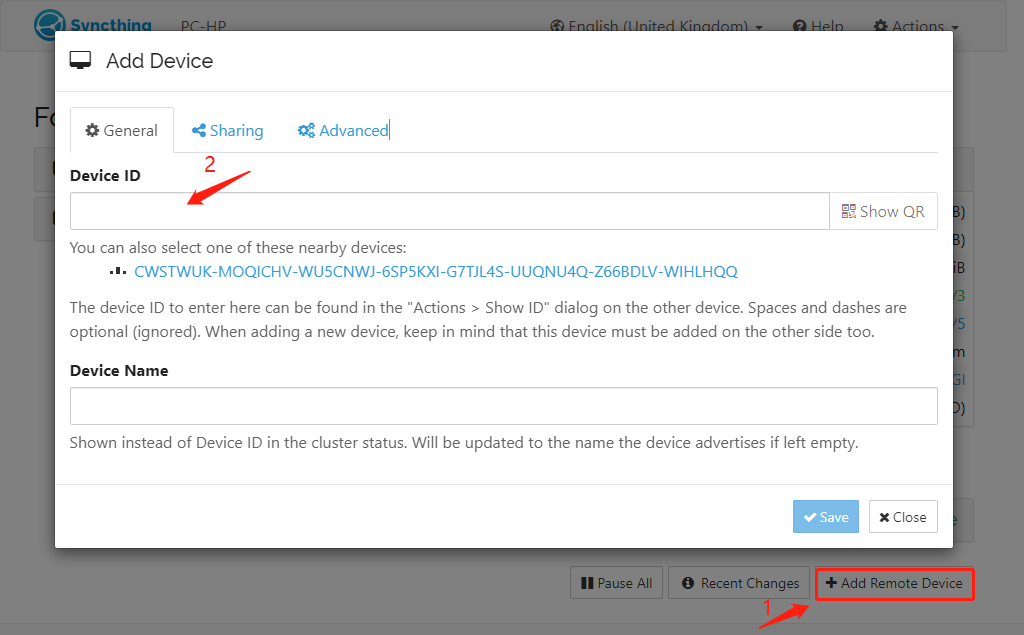 Syncthing PC-HP English (United Kingdom) Help Actions
Add Device
General Sharing Advanced
2
Device ID
Show QR
You can also select one of these nearby devices:
CWSTWUK-MOQICHV-WU5CNWJ-6SP5KXI-G7TJL4S-UUQNU4Q-Z66BDLV-WIHLHQQ
The device ID to enter here can be found in the "Actions > Show ID" dialog on the other device. Spaces and dashes are
optional (ignored). When adding a new device, keep in mind that this device must be added on the other side too.
Device Name
Shown instead of Device ID in the cluster status. Will be updated to the name the device advertises if left empty.
Save Close
Pause All Recent Changes Add Remote Device
1